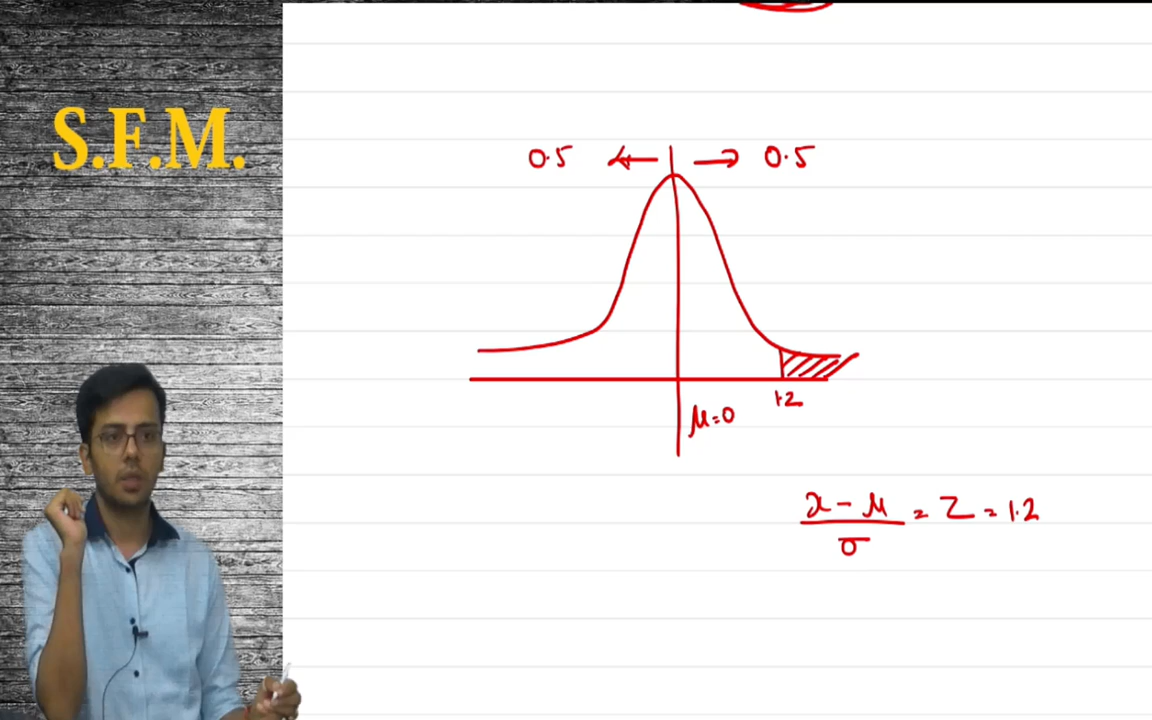 S.F.M.
0.5 ← | → 0.5
1.2
μ=0
x - μ / σ = Z = 1.2